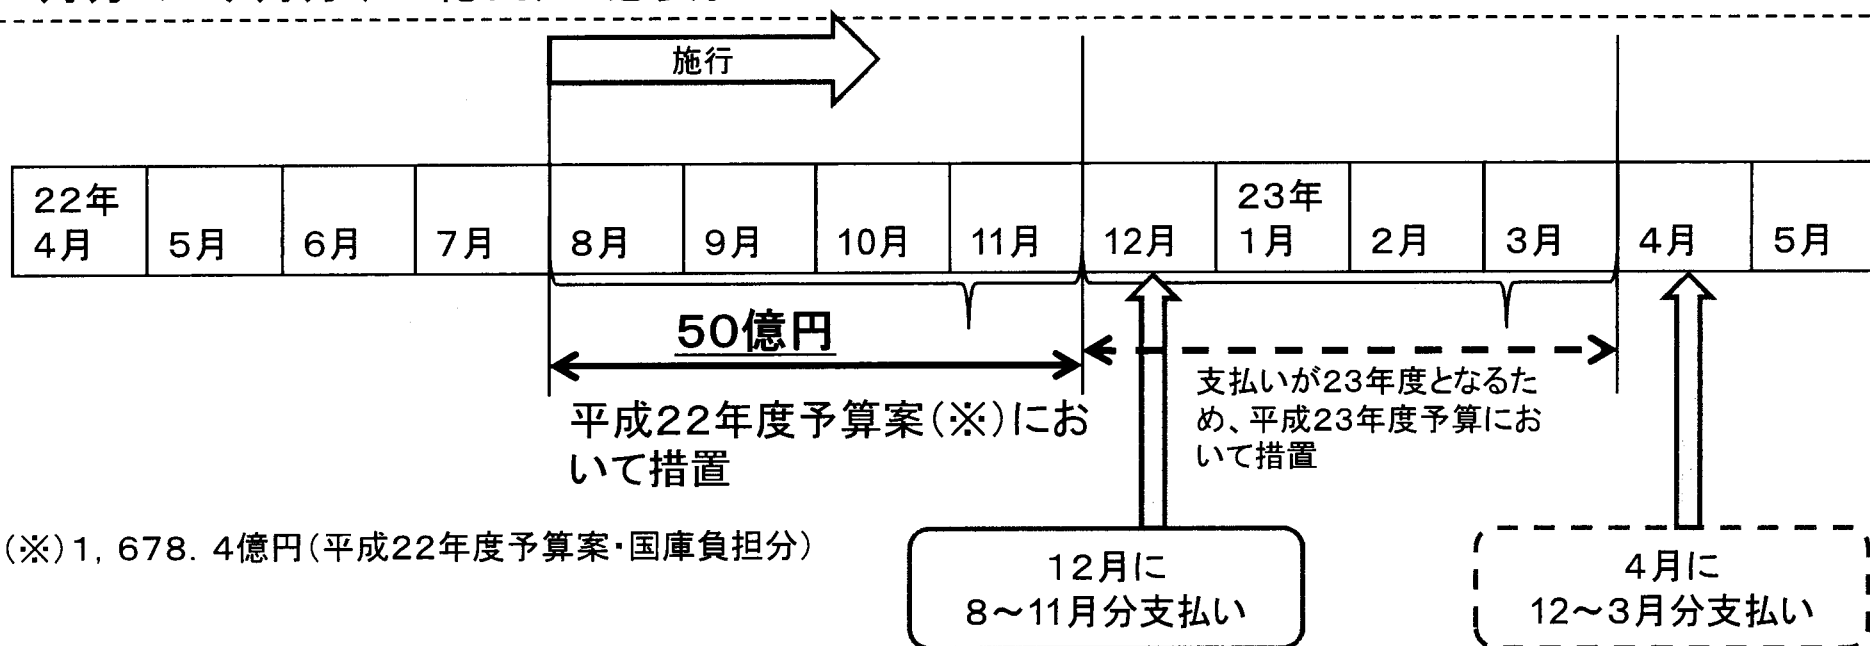 施行
22年
4月
5月
6月
7月
8月
9月
10月
11月
12月
23年
1月
2月
3月
4月
5月
50億円
平成22年度予算案(※)にお
いて措置
支払いが23年度となるた
め、平成23年度予算にお
いて措置
(※)1,678.4億円(平成22年度予算案・国庫負担分)
12月に
8～11月分支払い
4月に
12～3月分支払い